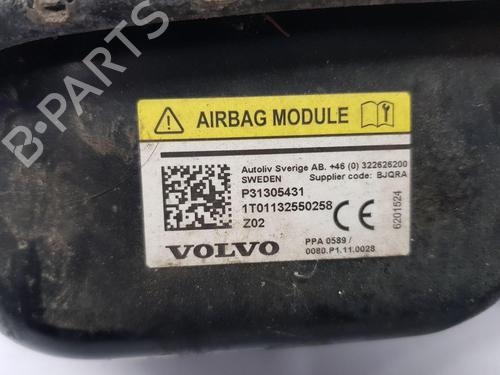 B-PARTS
AIRBAG MODULE
Autoliv Sverige AB. +46 (0) 322626200
SWEDEN Supplier code: BJQRA
P31305431
1T01132550258
Z02
CE
6201524
VOLVO
PPA 0589 /
0080.P1.11.0028